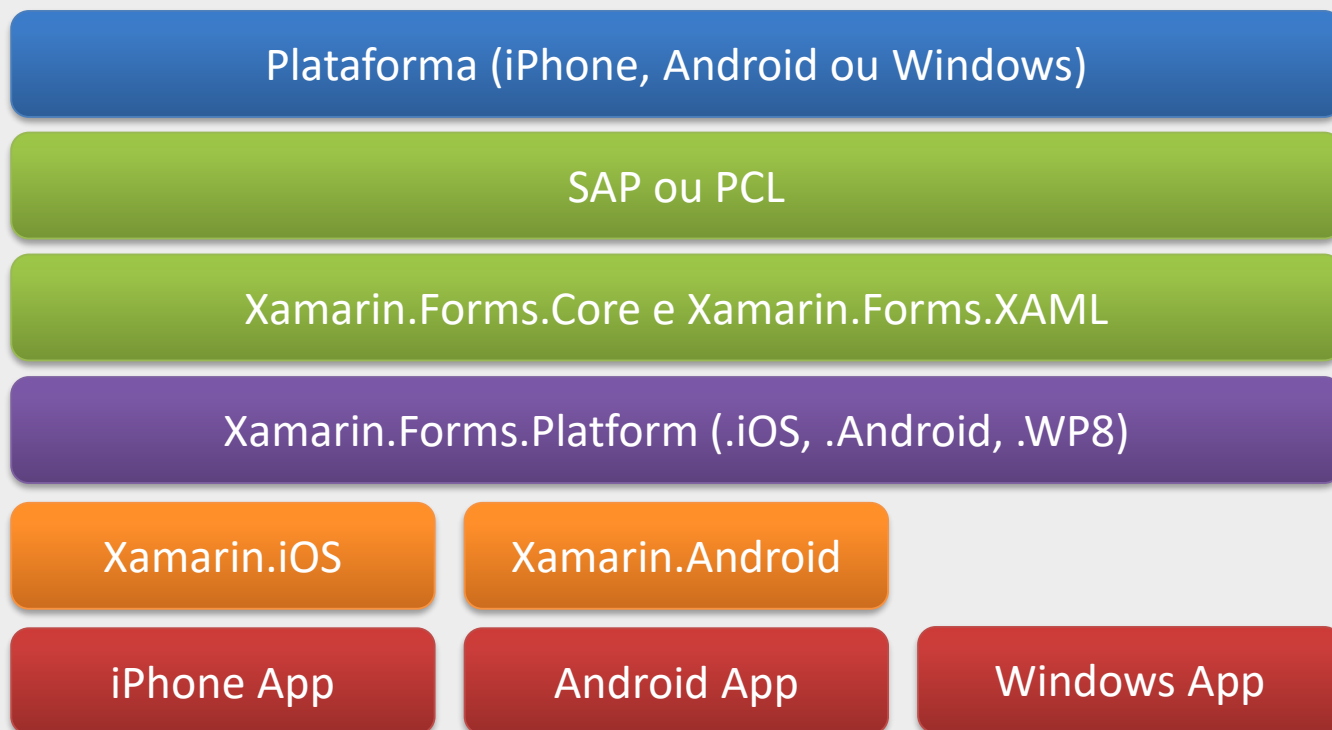 Plataforma (iPhone, Android ou Windows)
SAP ou PCL
Xamarin.Forms.Core e Xamarin.Forms.XAML
Xamarin.Forms.Platform (.iOS, .Android, .WP8)
Xamarin.iOS
Xamarin.Android
iPhone App
Android App
Windows App